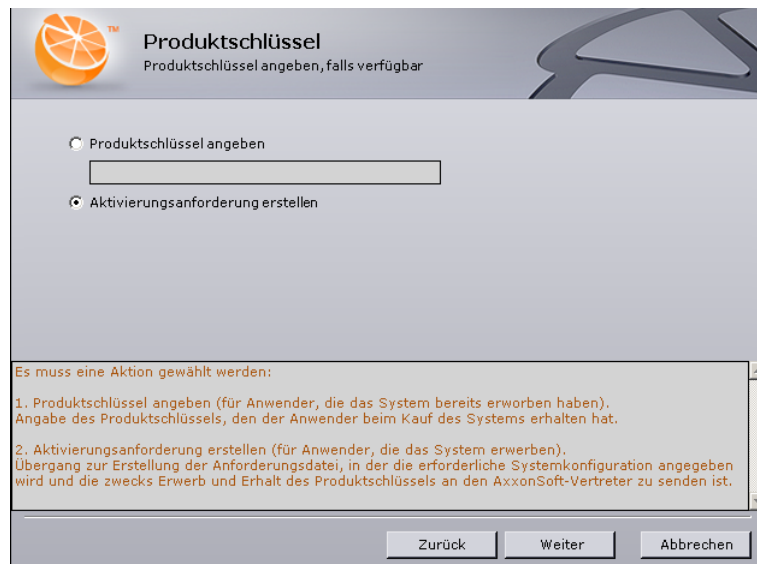 TM
Produktschlüssel
Produktschlüssel angeben, falls verfügbar
Produktschlüssel angeben
Aktivierungsanforderung erstellen
Es muss eine Aktion gewählt werden:
1. Produktschlüssel angeben (für Anwender, die das System bereits erworben haben).
Angabe des Produktschlüssels, den der Anwender beim Kauf des Systems erhalten hat.
2. Aktivierungsanforderung erstellen (für Anwender, die das System erwerben).
Übergang zur Erstellung der Anforderungsdatei, in der die erforderliche Systemkonfiguration angegeben
wird und die zwecks Erwerb und Erhalt des Produktschlüssels an den AxxonSoft-Vertreter zu senden ist.
Zurück
Weiter
Abbrechen